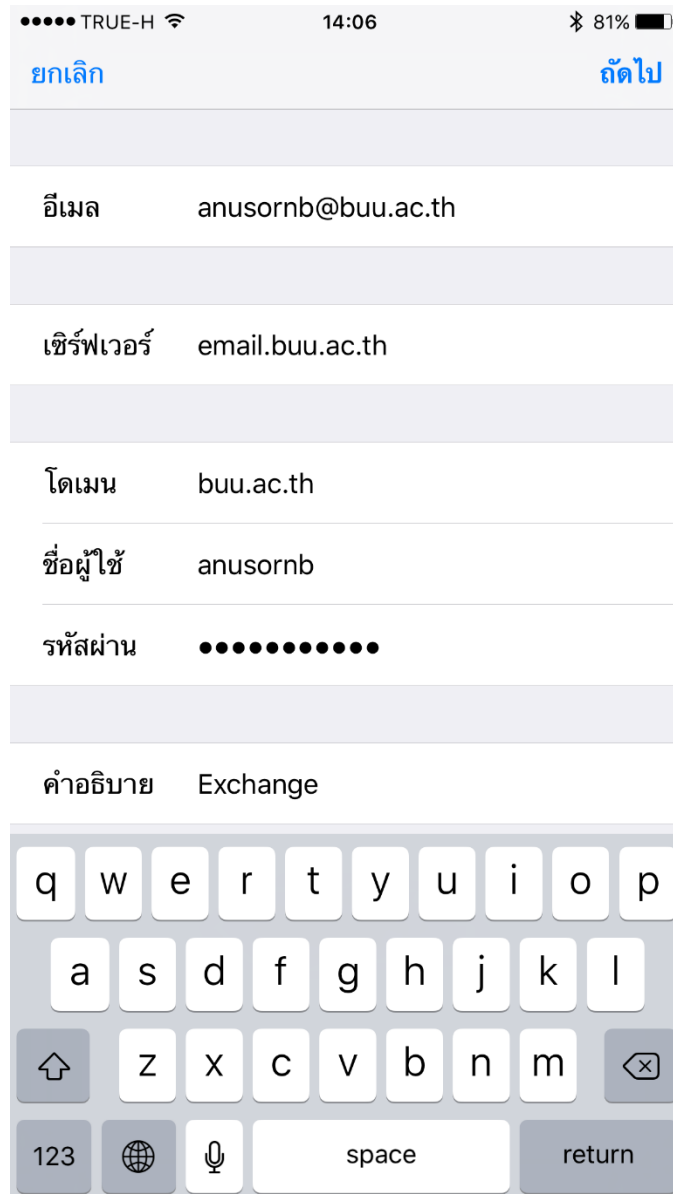 TRUE-H 14:06 81%
ยกเลิก ถัดไป
อีเมล anusornb@buu.ac.th
เซิร์ฟเวอร์ email.buu.ac.th
โดเมน buu.ac.th
ชื่อผู้ใช้ anusornb
รหัสผ่าน ●●●●●●●●●●●
คำอธิบาย Exchange
q w e r t y u i o p
a s d f g h j k l
z x c v b n m
123 space return